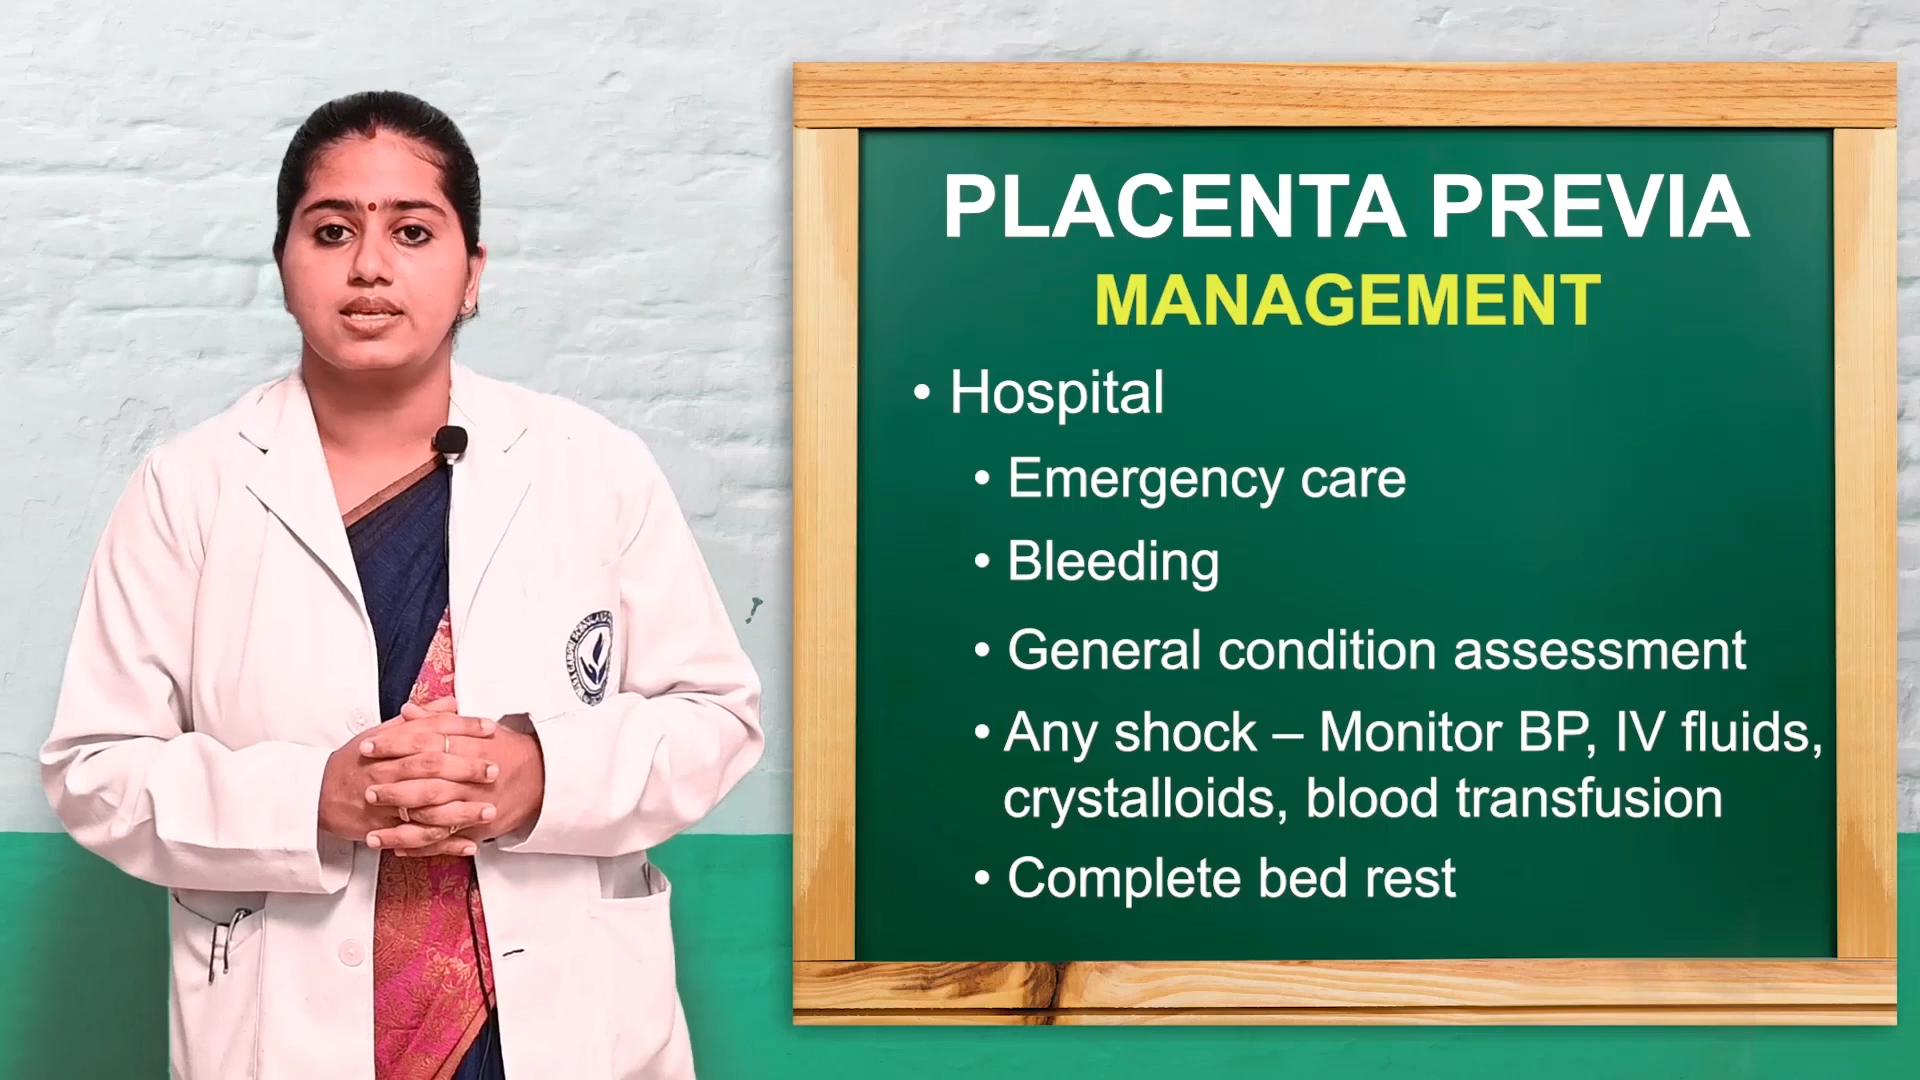 PLACENTA PREVIA
MANAGEMENT
• Hospital
• Emergency care
• Bleeding
• General condition assessment
• Any shock – Monitor BP, IV fluids,
crystalloids, blood transfusion
• Complete bed rest